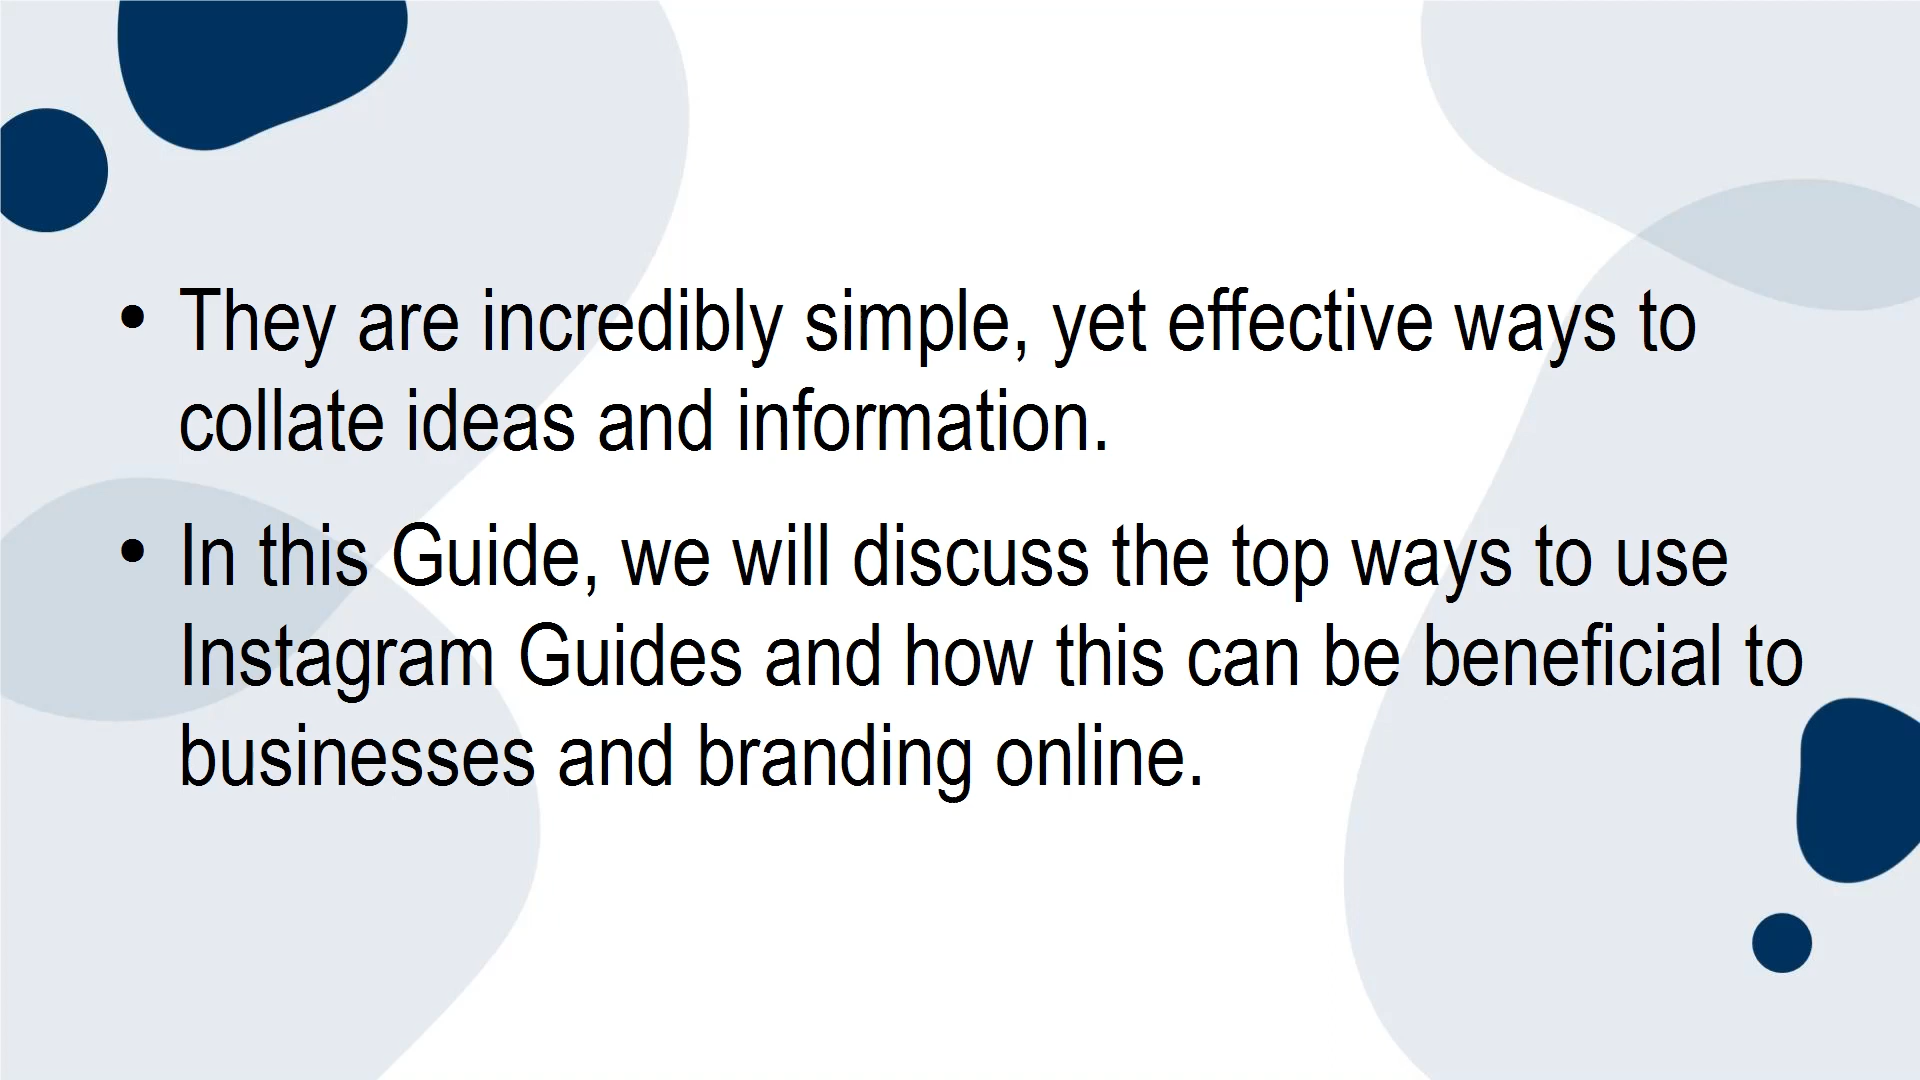 • They are incredibly simple, yet effective ways to
collate ideas and information.
• In this Guide, we will discuss the top ways to use
Instagram Guides and how this can be beneficial to
businesses and branding online.